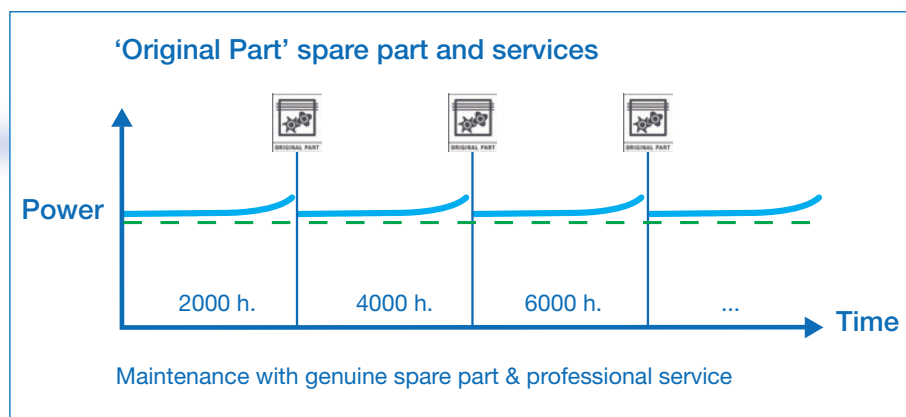 'Original Part' spare part and services
ORIGINAL PART
ORIGINAL PART
ORIGINAL PART
Power
2000 h.
4000 h.
6000 h.
...
Time
Maintenance with genuine spare part & professional service